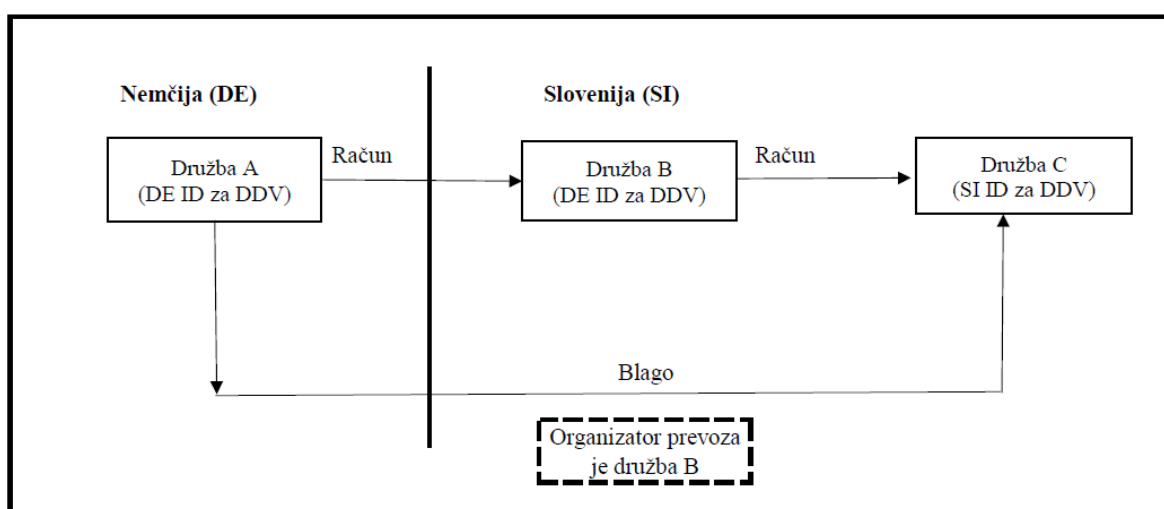 Nemčija (DE)
Slovenija (SI)
Družba A
(DE ID za DDV)
Račun
Družba B
(DE ID za DDV)
Račun
Družba C
(SI ID za DDV)
Blago
Organizator prevoza
je družba B